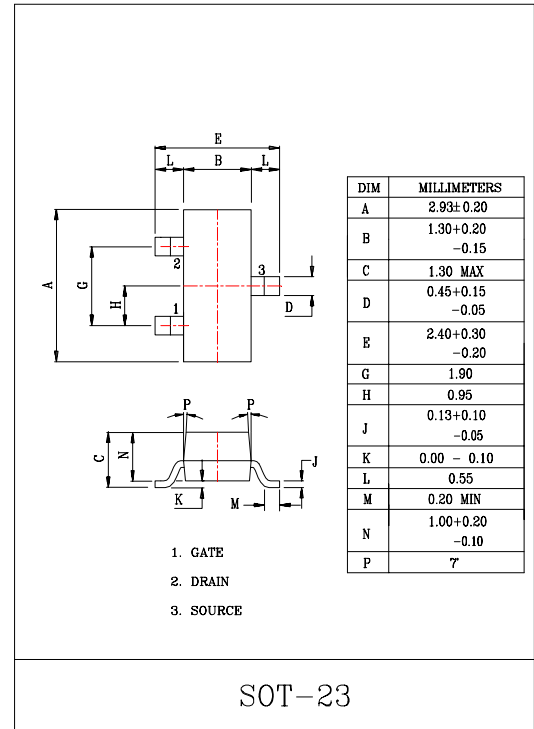 E
L B L
2
3
1
A
G
H
D
P P
C
N
J
K
M
1. GATE
2. DRAIN
3. SOURCE
DIM MILLIMETERS
A 2.93± 0.20
B 1.30+0.20
−0.15
C 1.30 MAX
D 0.45+0.15
−0.05
E 2.40+0.30
−0.20
G 1.90
H 0.95
J 0.13+0.10
−0.05
K 0.00 − 0.10
L 0.55
M 0.20 MIN
N 1.00+0.20
−0.10
P 7°
SOT−23